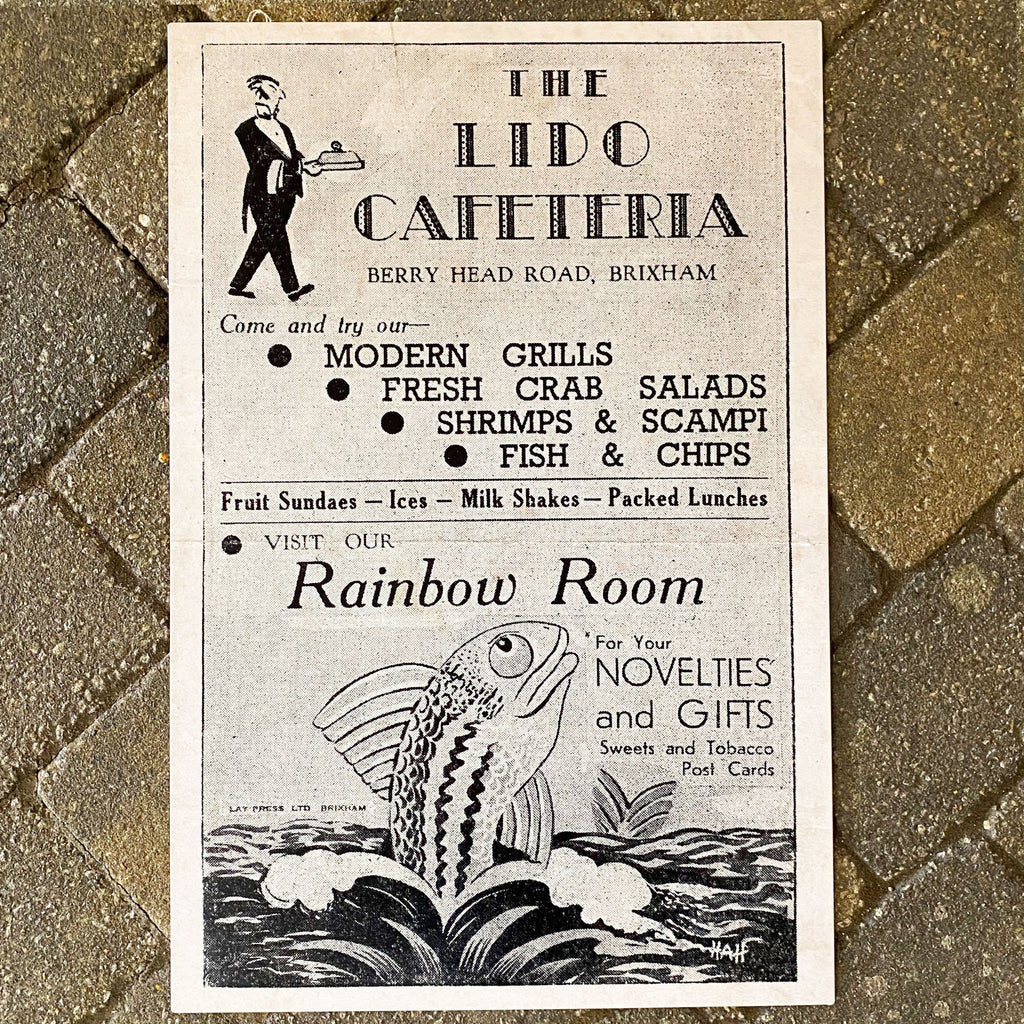 THE
LIDO
CAFETERIA
BERRY HEAD ROAD, BRIXHAM
Come and try our—
● MODERN GRILLS
● FRESH CRAB SALADS
● SHRIMPS & SCAMPI
● FISH & CHIPS
Fruit Sundaes — Ices — Milk Shakes — Packed Lunches
● VISIT OUR
Rainbow Room
For Your
NOVELTIES
and GIFTS
Sweets and Tobacco
Post Cards
LAY PRESS LTD BRIXHAM
HAH